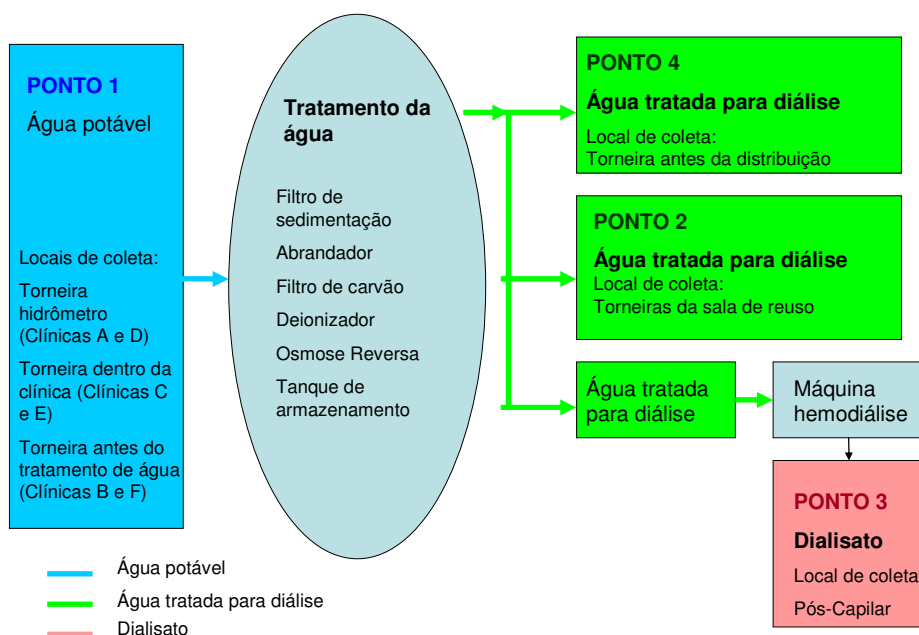 PONTO 1
Água potável
Locais de coleta:
Torneira
hidrômetro
(Clínicas A e D)
Torneira dentro da
clínica (Clínicas C
e E)
Torneira antes do
tratamento de água
(Clínicas B e F)
Tratamento da
água
Filtro de
sedimentação
Abrandador
Filtro de carvão
Deionizador
Osmose Reversa
Tanque de
armazenamento
PONTO 4
Água tratada para diálise
Local de coleta:
Torneira antes da distribuição
PONTO 2
Água tratada para diálise
Local de coleta:
Torneiras da sala de reuso
Água tratada
para diálise
Máquina
hemodiálise
PONTO 3
Dialisato
Local de coleta
Pós-Capilar
Água potável
Água tratada para diálise
Dialisato